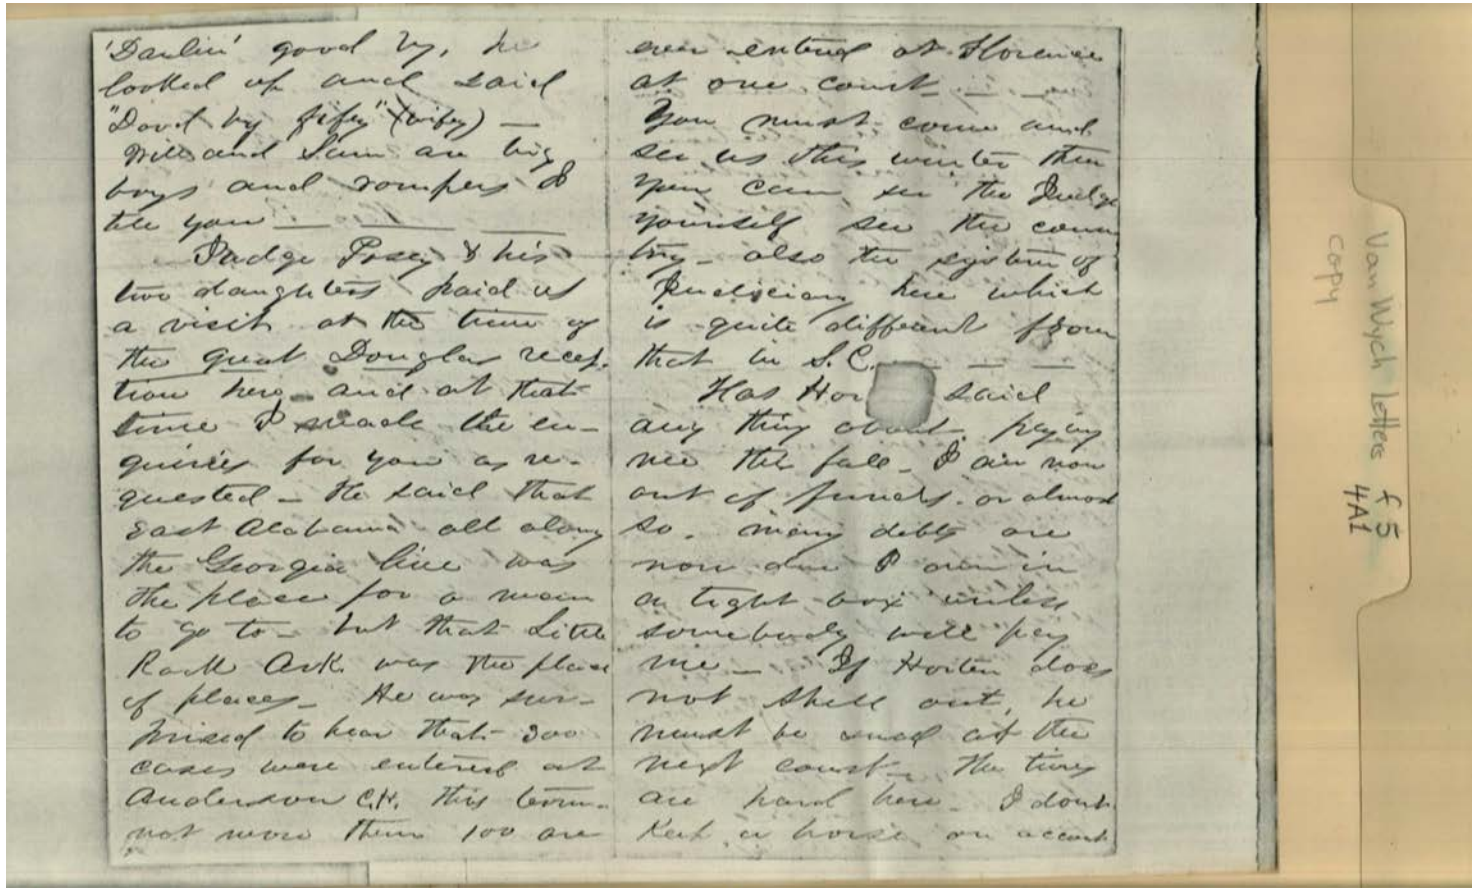 'Darlin' good by, he
looked up and said
"Dood by fifey" (wifey) —
Will and Sam are big
boys and rompers I
tell you — — —
Judge Posey & his
two daughters paid us
a visit at the time of
the great Douglas recep-
tion here and at that
time I made the en-
quiries for you as re-
quested — He said that
East Alabama all along
the Georgia line was
the place for a man
to go to — but that Little
Rock Ark was the place
of places — He was sur-
prised to hear that 300
cases were entered at
Anderson C.H. this term —
not more than 100 are
ever entered at Florence
at one court — — —
You must come and
see us this winter then
you can see the Judge
yourself see the coun
try — also the system of
Judiciary here which
is quite different from
that in S.C. — — —
Has Hor said
any thing about paying
me this fall — I am now
out of funds or almost
so, many debts are
now due I am in
a tight box unless
somebody will pay
me — If Horten does
not shell out, he
must be sued at the
next court — The times
are hard here — I dont
keep a horse on account
Van Wyck letters f 5
copy 4A1